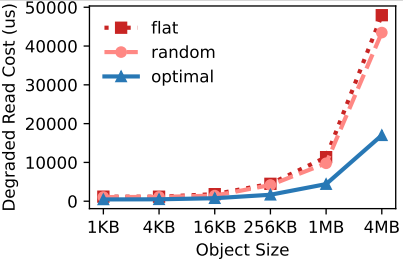 Degraded Read Cost (us)
50000
40000
30000
20000
10000
0
flat
random
optimal
1KB 4KB 16KB 256KB 1MB 4MB
Object Size